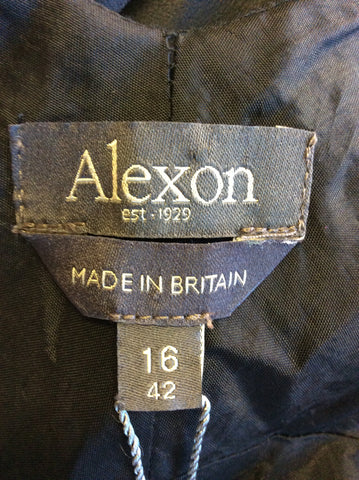 Alexon
est - 1929
MADE IN BRITAIN
16
42